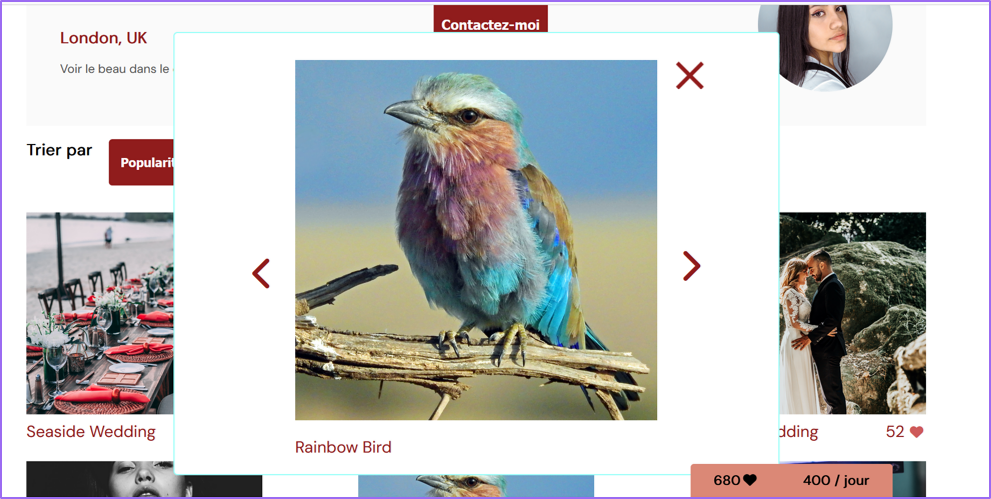 Contactez-moi
London, UK
Voir le beau dans le
Trier par
Popularit
Rainbow Bird
Seaside Wedding
dding
52
680
400 / jour